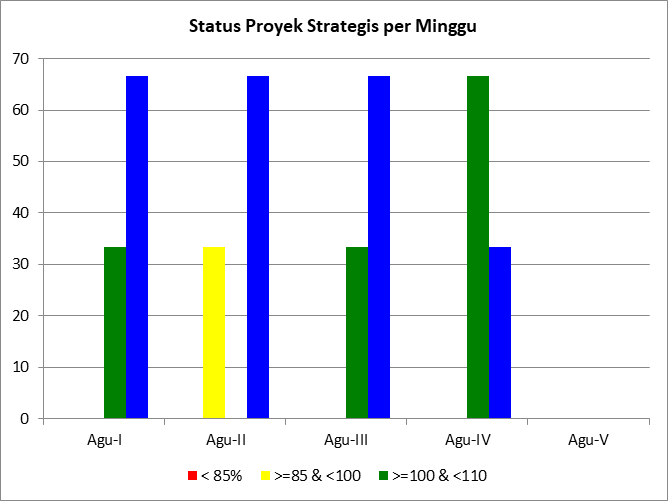 Status Proyek Strategis per Minggu
70
60
50
40
30
20
10
0
Agu-I Agu-II Agu-III Agu-IV Agu-V
< 85% >=85 & <100 >=100 & <110